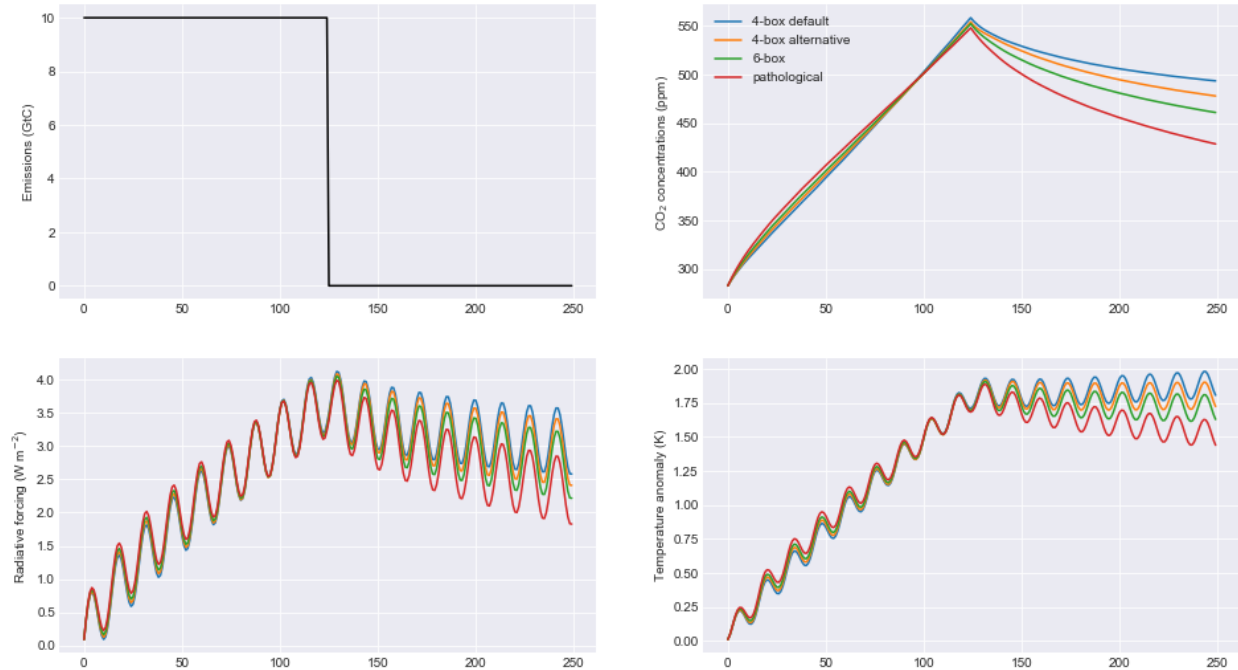 10
8
6
4
2
0
Emissions (GtC)
0 50 100 150 200 250
550
500
450
400
350
300
CO₂ concentrations (ppm)
4-box default
4-box alternative
6-box
pathological
0 50 100 150 200 250
4.0
3.5
3.0
2.5
2.0
1.5
1.0
0.5
0.0
Radiative forcing (W m⁻²)
0 50 100 150 200 250
2.00
1.75
1.50
1.25
1.00
0.75
0.50
0.25
0.00
Temperature anomaly (K)
0 50 100 150 200 250